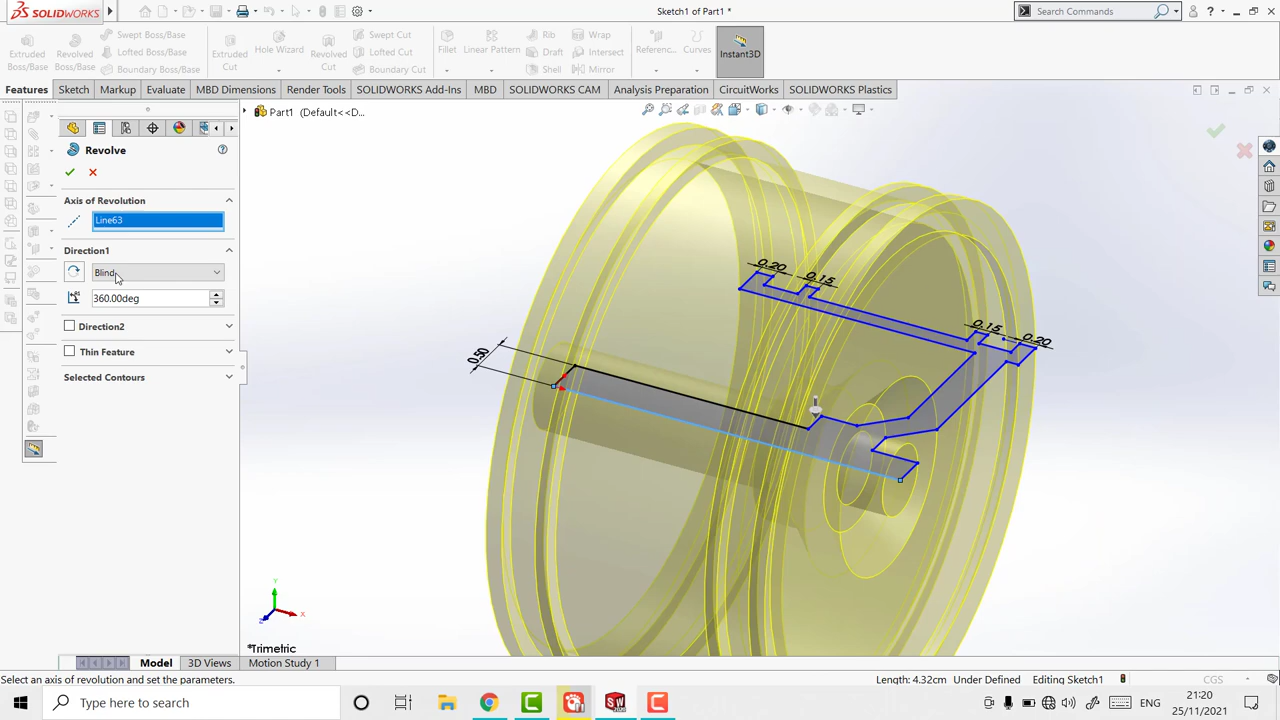 SOLIDWORKS
Sketch1 of Part1 *
Search Commands
Extruded Boss/Base
Revolved Boss/Base
Swept Boss/Base
Lofted Boss/Base
Boundary Boss/Base
Extruded Cut
Hole Wizard
Revolved Cut
Swept Cut
Lofted Cut
Boundary Cut
Fillet
Linear Pattern
Rib
Draft
Shell
Wrap
Intersect
Mirror
Referenc...
Curves
Instant3D
Features
Sketch
Markup
Evaluate
MBD Dimensions
Render Tools
SOLIDWORKS Add-Ins
MBD
SOLIDWORKS CAM
Analysis Preparation
CircuitWorks
SOLIDWORKS Plastics
Part1 (Default<<D...
Revolve
Axis of Revolution
Line63
Direction1
Blind
360.00deg
Direction2
Thin Feature
Selected Contours
0.20
0.15
0.15
0.20
0.50
Y
X
Z
*Trimetric
Model
3D Views
Motion Study 1
Select an axis of revolution and set the parameters.
Length: 4.32cm
Under Defined
Editing Sketch1
CGS
Type here to search
ENG
21:20
25/11/2021